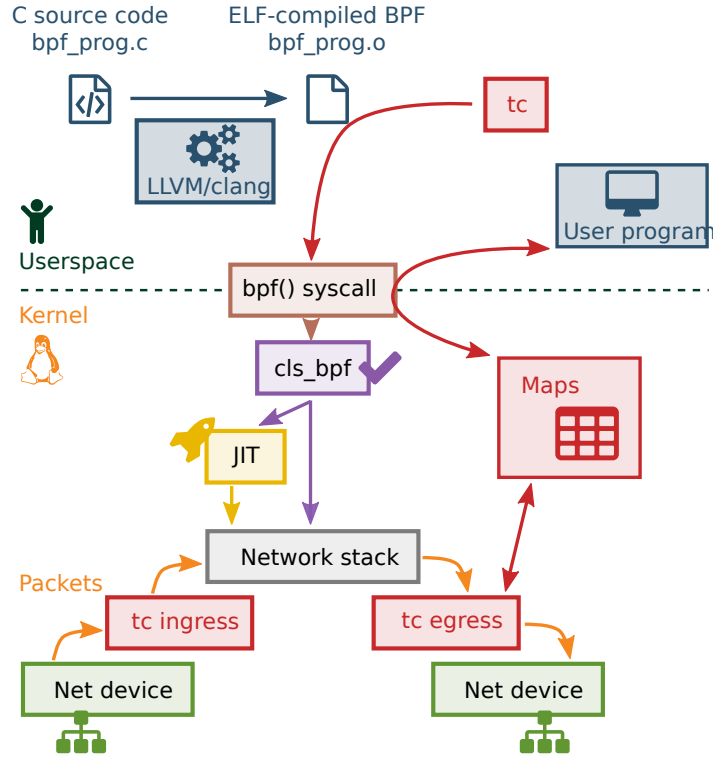 C source code
bpf_prog.c
ELF-compiled BPF
bpf_prog.o
tc
</>
LLVM/clang
User program
Userspace
bpf() syscall
Kernel
cls_bpf
Maps
JIT
Network stack
Packets
tc ingress
tc egress
Net device
Net device